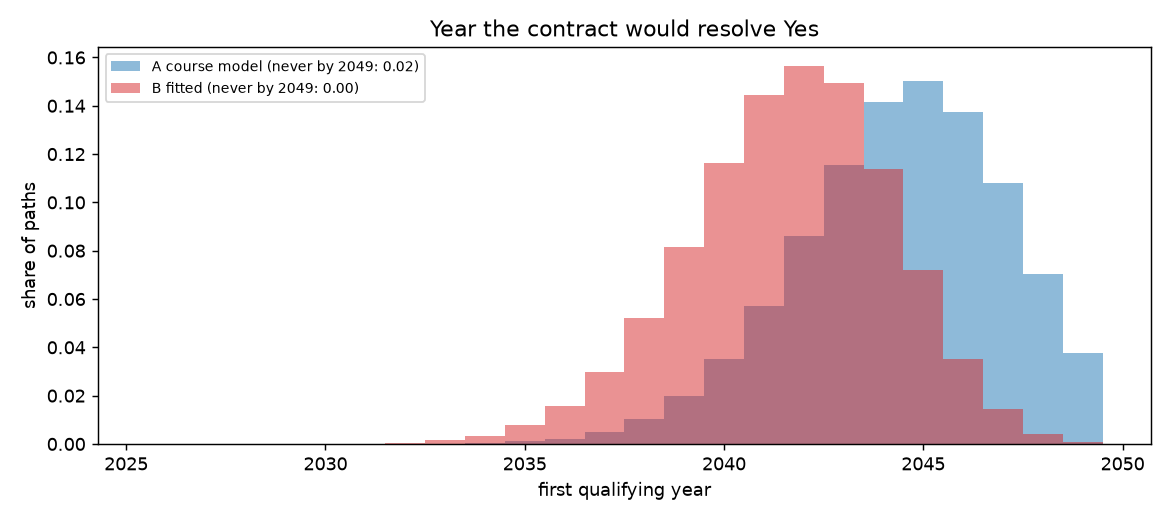 Year the contract would resolve Yes
A course model (never by 2049: 0.02)
B fitted (never by 2049: 0.00)
share of paths
0.16
0.14
0.12
0.10
0.08
0.06
0.04
0.02
0.00
2025 2030 2035 2040 2045 2050
first qualifying year